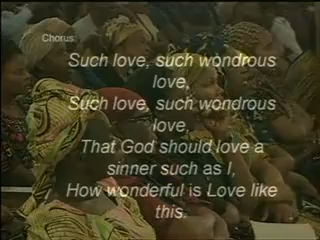 Chorus:
Such love, such wondrous
love,
Such love, such wondrous
love
That God should love a
sinner such as I,
How wonderful is Love like
this.